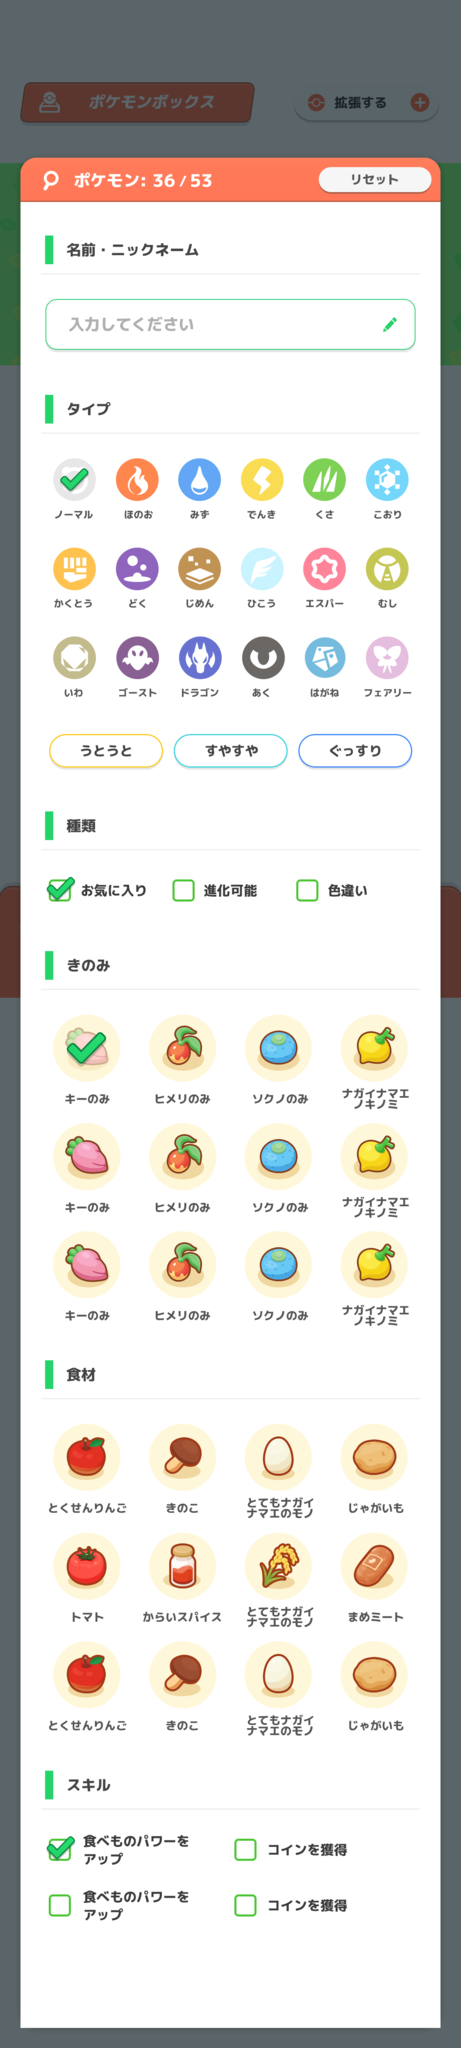 ポケモンボックス
拡張する
ポケモン: 36 / 53
リセット
名前・ニックネーム
入力してください
タイプ
ノーマル ほのお みず でんき くさ こおり
かくとう どく じめん ひこう エスパー むし
いわ ゴースト ドラゴン あく はがね フェアリー
うとうと すやすや ぐっすり
種類
お気に入り 進化可能 色違い
きのみ
キーのみ ヒメリのみ ソクノのみ ナガイナマエ
ノキノミ
キーのみ ヒメリのみ ソクノのみ ナガイナマエ
ノキノミ
キーのみ ヒメリのみ ソクノのみ ナガイナマエ
ノキノミ
食材
とくせんりんご きのこ とてもナガイ
ナマエのモノ じゃがいも
トマト からいスパイス とてもナガイ
ナマエのモノ まめミート
とくせんりんご きのこ とてもナガイ
ナマエのモノ じゃがいも
スキル
食べものパワーを
アップ
コインを獲得
食べものパワーを
アップ
コインを獲得